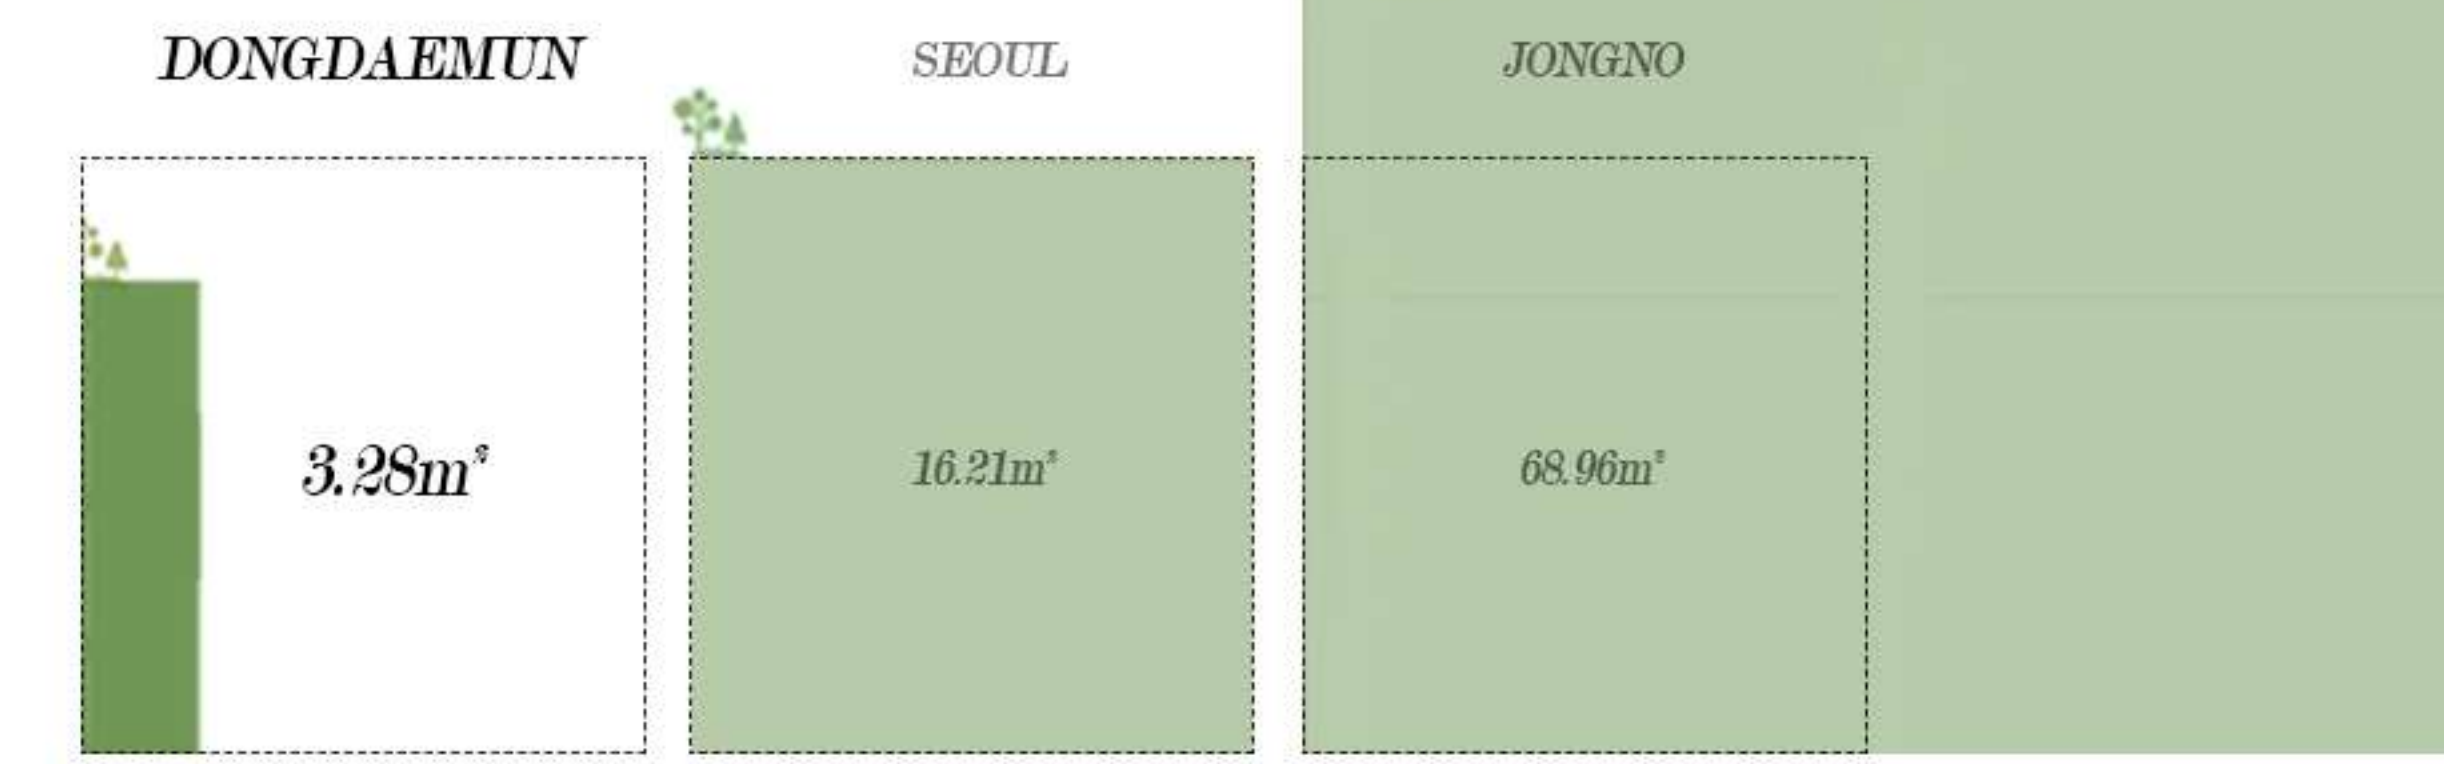 DONGDAEMUN
SEOUL
JONGNO
3.28m²
16.21m²
68.96m²